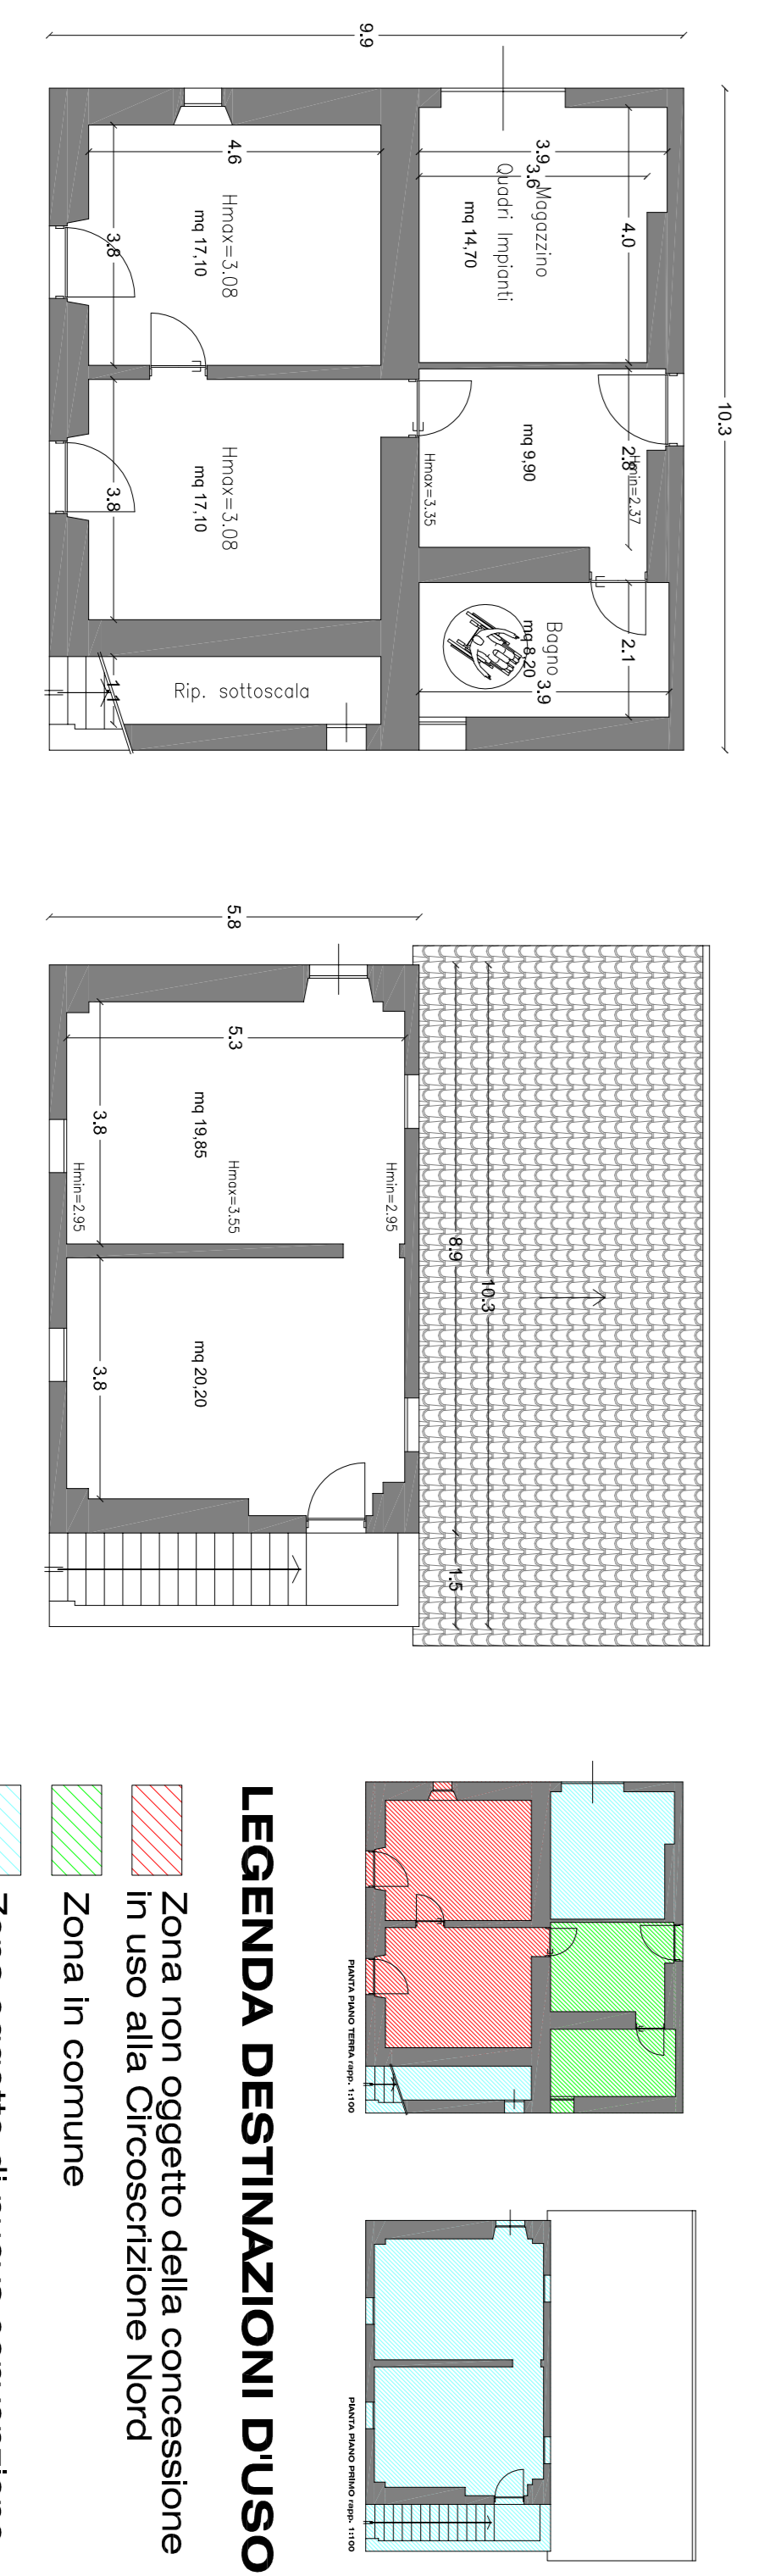 9.9
10.3
3.9
3.6
4.0
Magazzino
Quadri Impianti
mq 14,70
4.6
Hmax=3.08
mq 17,10
3.8
2.8
Hmin=2.37
mq 9,90
Hmax=3.35
Hmax=3.08
mq 17,10
3.8
2.1
Bagno
mq 8,20
3.9
Rip. sottoscala
1.1
5.8
5.3
mq 19,85
3.8
Hmin=2.95
Hmax=3.55
Hmin=2.95
8.9
10.3
1.5
mq 20,20
3.8
PIANTA PIANO TERRA rapp. 1:100
PIANTA PIANO PRIMO rapp. 1:100
LEGENDA DESTINAZIONI D'USO
Zona non oggetto della concessione
in uso alla Circoscrizione Nord
Zona in comune